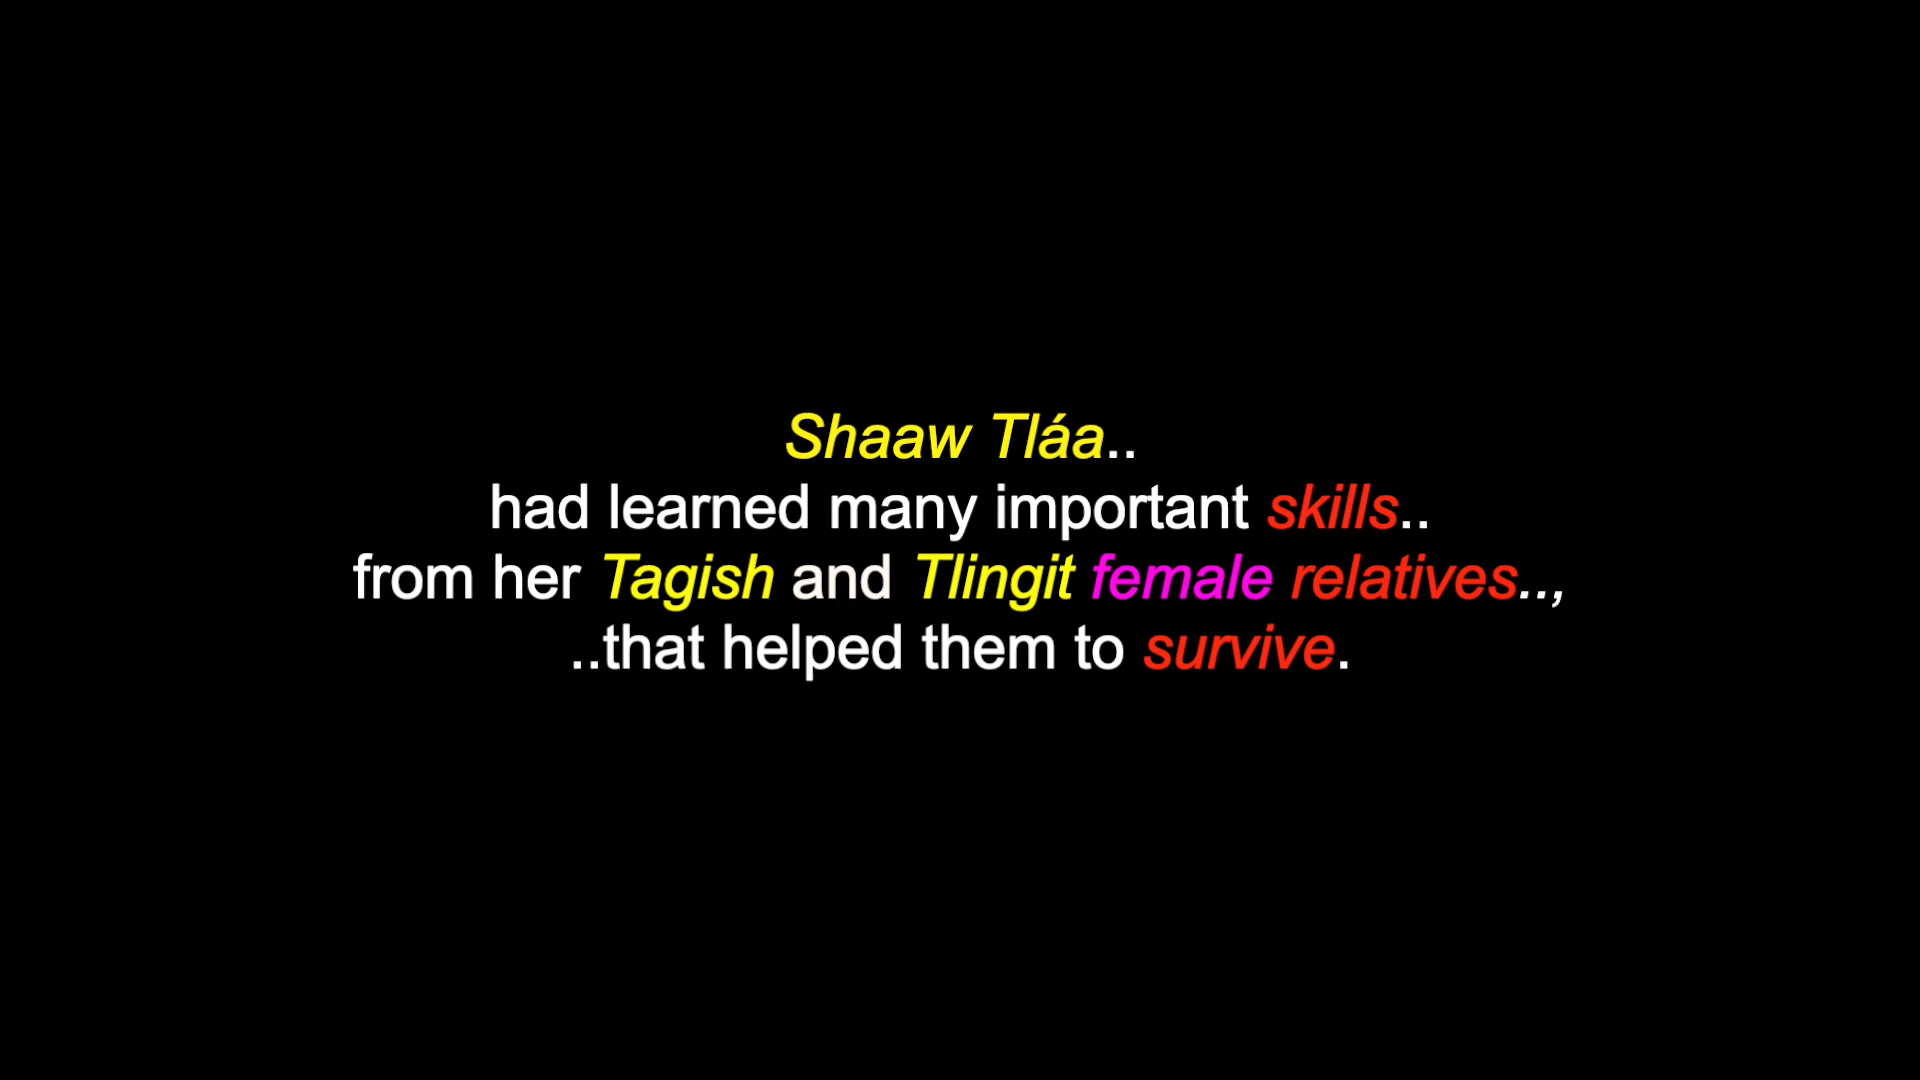 Shaaw Tláa..
had learned many important skills..
from her Tagish and Tlingit female relatives..,
..that helped them to survive.